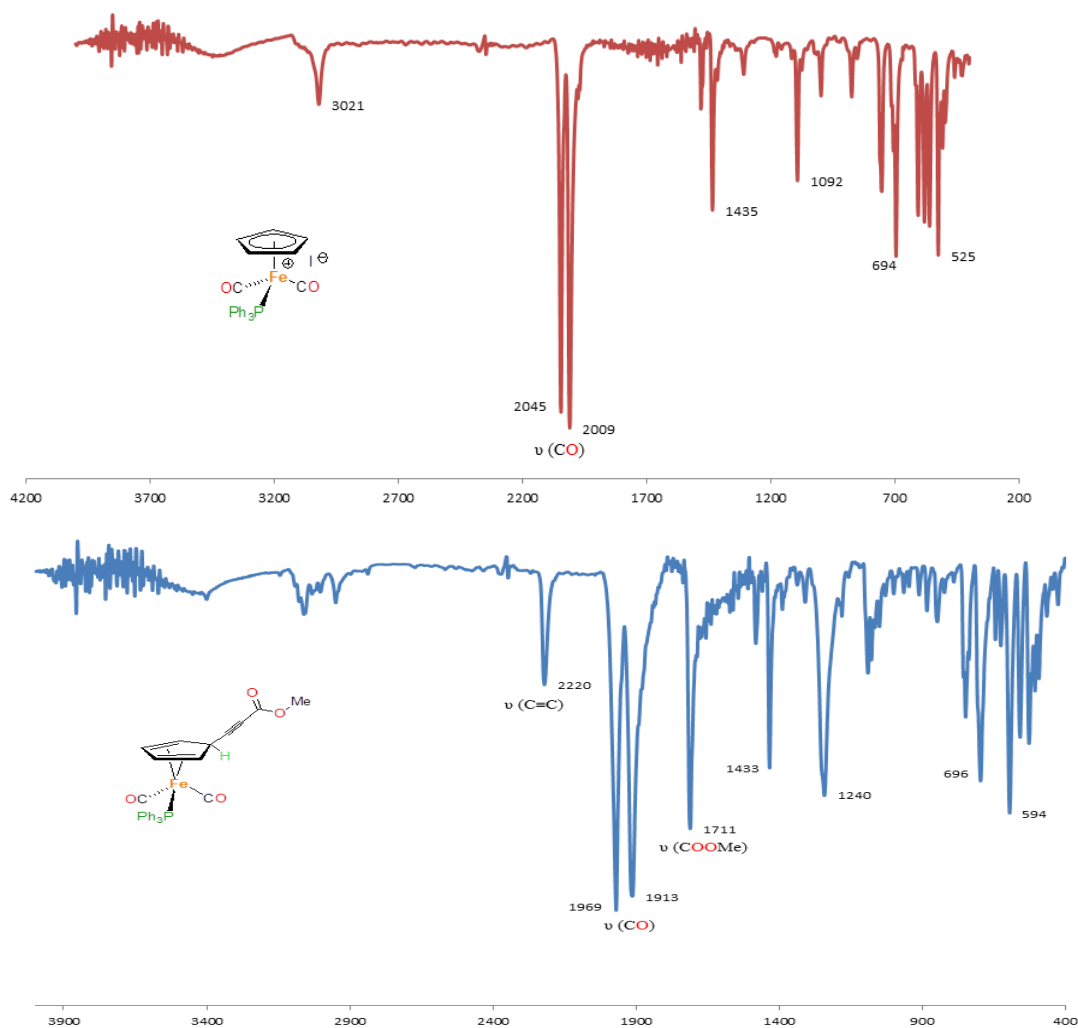 3021
1435
1092
694
525
⊕ I ⊖
Fe
OC CO
Ph3P
2045
2009
υ (CO)
4200 3700 3200 2700 2200 1700 1200 700 200
2220
υ (C≡C)
O Me
O
H
Fe
OC CO
Ph3P
1433
1240
696
594
1711
υ (COOMe)
1969
1913
υ (CO)
3900 3400 2900 2400 1900 1400 900 400